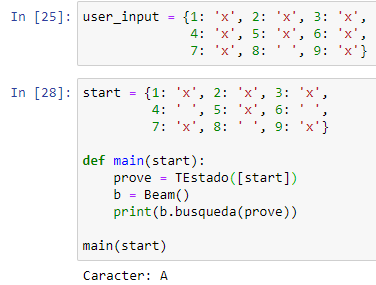 In [25]: user_input = {1: 'x', 2: 'x', 3: 'x',
4: 'x', 5: 'x', 6: 'x',
7: 'x', 8: ' ', 9: 'x'}
In [28]: start = {1: 'x', 2: 'x', 3: 'x',
4: ' ', 5: 'x', 6: ' ',
7: 'x', 8: ' ', 9: 'x'}
def main(start):
prove = TEstado([start])
b = Beam()
print(b.busqueda(prove))
main(start)
Caracter: A